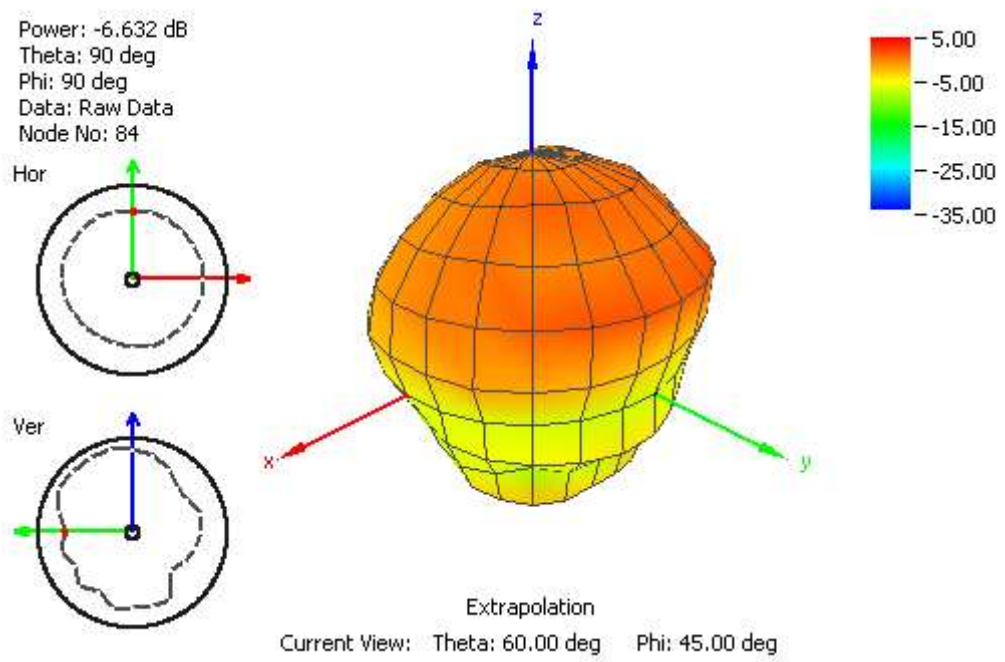 Power: -6.632 dB
Theta: 90 deg
Phi: 90 deg
Data: Raw Data
Node No: 84
Hor
Ver
z
x
y
5.00
-5.00
-15.00
-25.00
-35.00
Extrapolation
Current View: Theta: 60.00 deg Phi: 45.00 deg